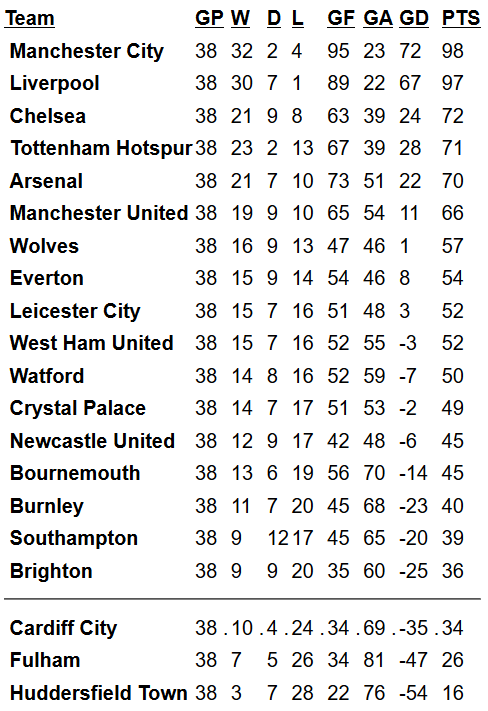 Team GP W D L GF GA GD PTS
Manchester City 38 32 2 4 95 23 72 98
Liverpool 38 30 7 1 89 22 67 97
Chelsea 38 21 9 8 63 39 24 72
Tottenham Hotspur 38 23 2 13 67 39 28 71
Arsenal 38 21 7 10 73 51 22 70
Manchester United 38 19 9 10 65 54 11 66
Wolves 38 16 9 13 47 46 1 57
Everton 38 15 9 14 54 46 8 54
Leicester City 38 15 7 16 51 48 3 52
West Ham United 38 15 7 16 52 55 -3 52
Watford 38 14 8 16 52 59 -7 50
Crystal Palace 38 14 7 17 51 53 -2 49
Newcastle United 38 12 9 17 42 48 -6 45
Bournemouth 38 13 6 19 56 70 -14 45
Burnley 38 11 7 20 45 68 -23 40
Southampton 38 9 12 17 45 65 -20 39
Brighton 38 9 9 20 35 60 -25 36
Cardiff City 38 . 10 . 4 . 24 . 34 . 69 . -35 . 34
Fulham 38 7 5 26 34 81 -47 26
Huddersfield Town 38 3 7 28 22 76 -54 16